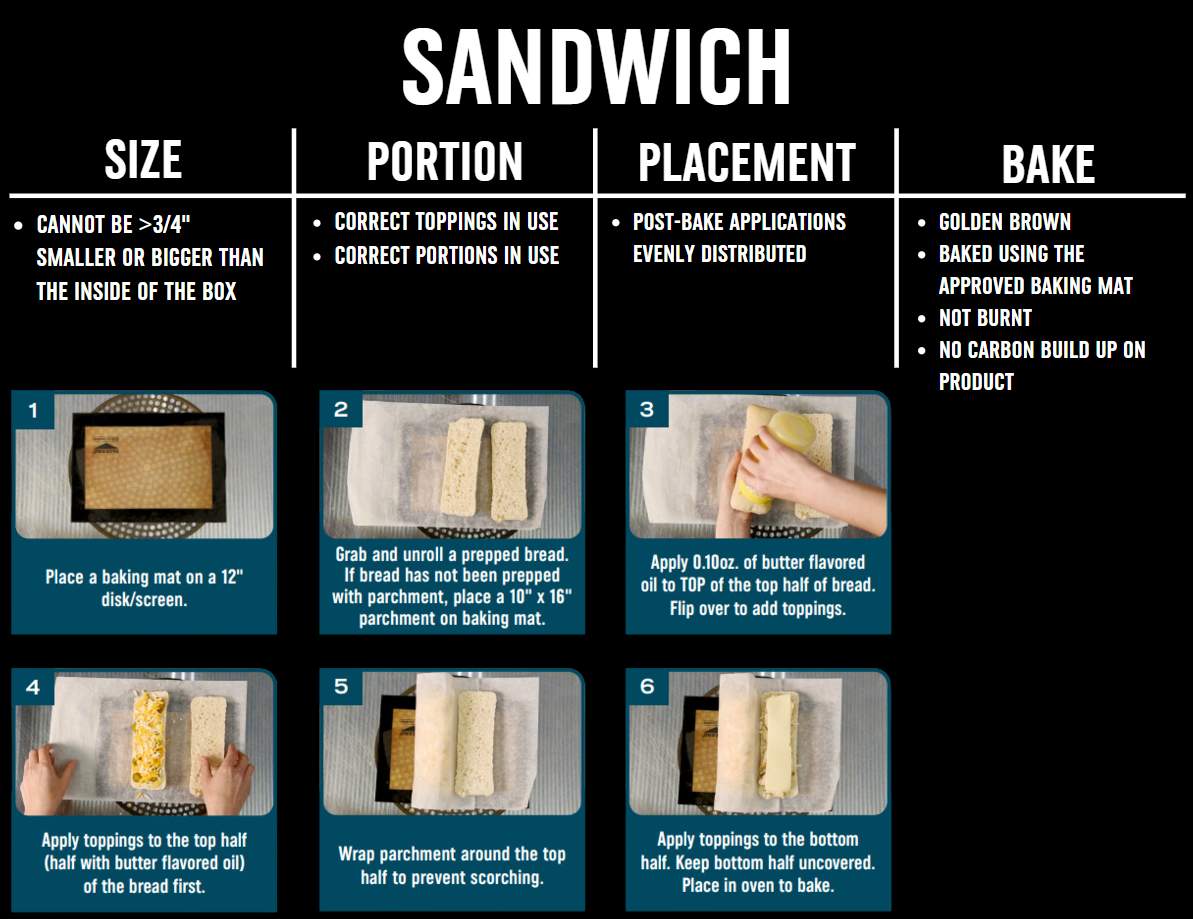 SANDWICH
SIZE
CANNOT BE >3/4"
SMALLER OR BIGGER THAN
THE INSIDE OF THE BOX
PORTION
CORRECT TOPPINGS IN USE
CORRECT PORTIONS IN USE
PLACEMENT
POST-BAKE APPLICATIONS
EVENLY DISTRIBUTED
BAKE
GOLDEN BROWN
BAKED USING THE
APPROVED BAKING MAT
NOT BURNT
NO CARBON BUILD UP ON
PRODUCT
1
Place a baking mat on a 12"
disk/screen.
2
Grab and unroll a prepped bread.
If bread has not been prepped
with parchment, place a 10" x 16"
parchment on baking mat.
3
Apply 0.10oz. of butter flavored
oil to TOP of the top half of bread.
Flip over to add toppings.
4
Apply toppings to the top half
(half with butter flavored oil)
of the bread first.
5
Wrap parchment around the top
half to prevent scorching.
6
Apply toppings to the bottom
half. Keep bottom half uncovered.
Place in oven to bake.